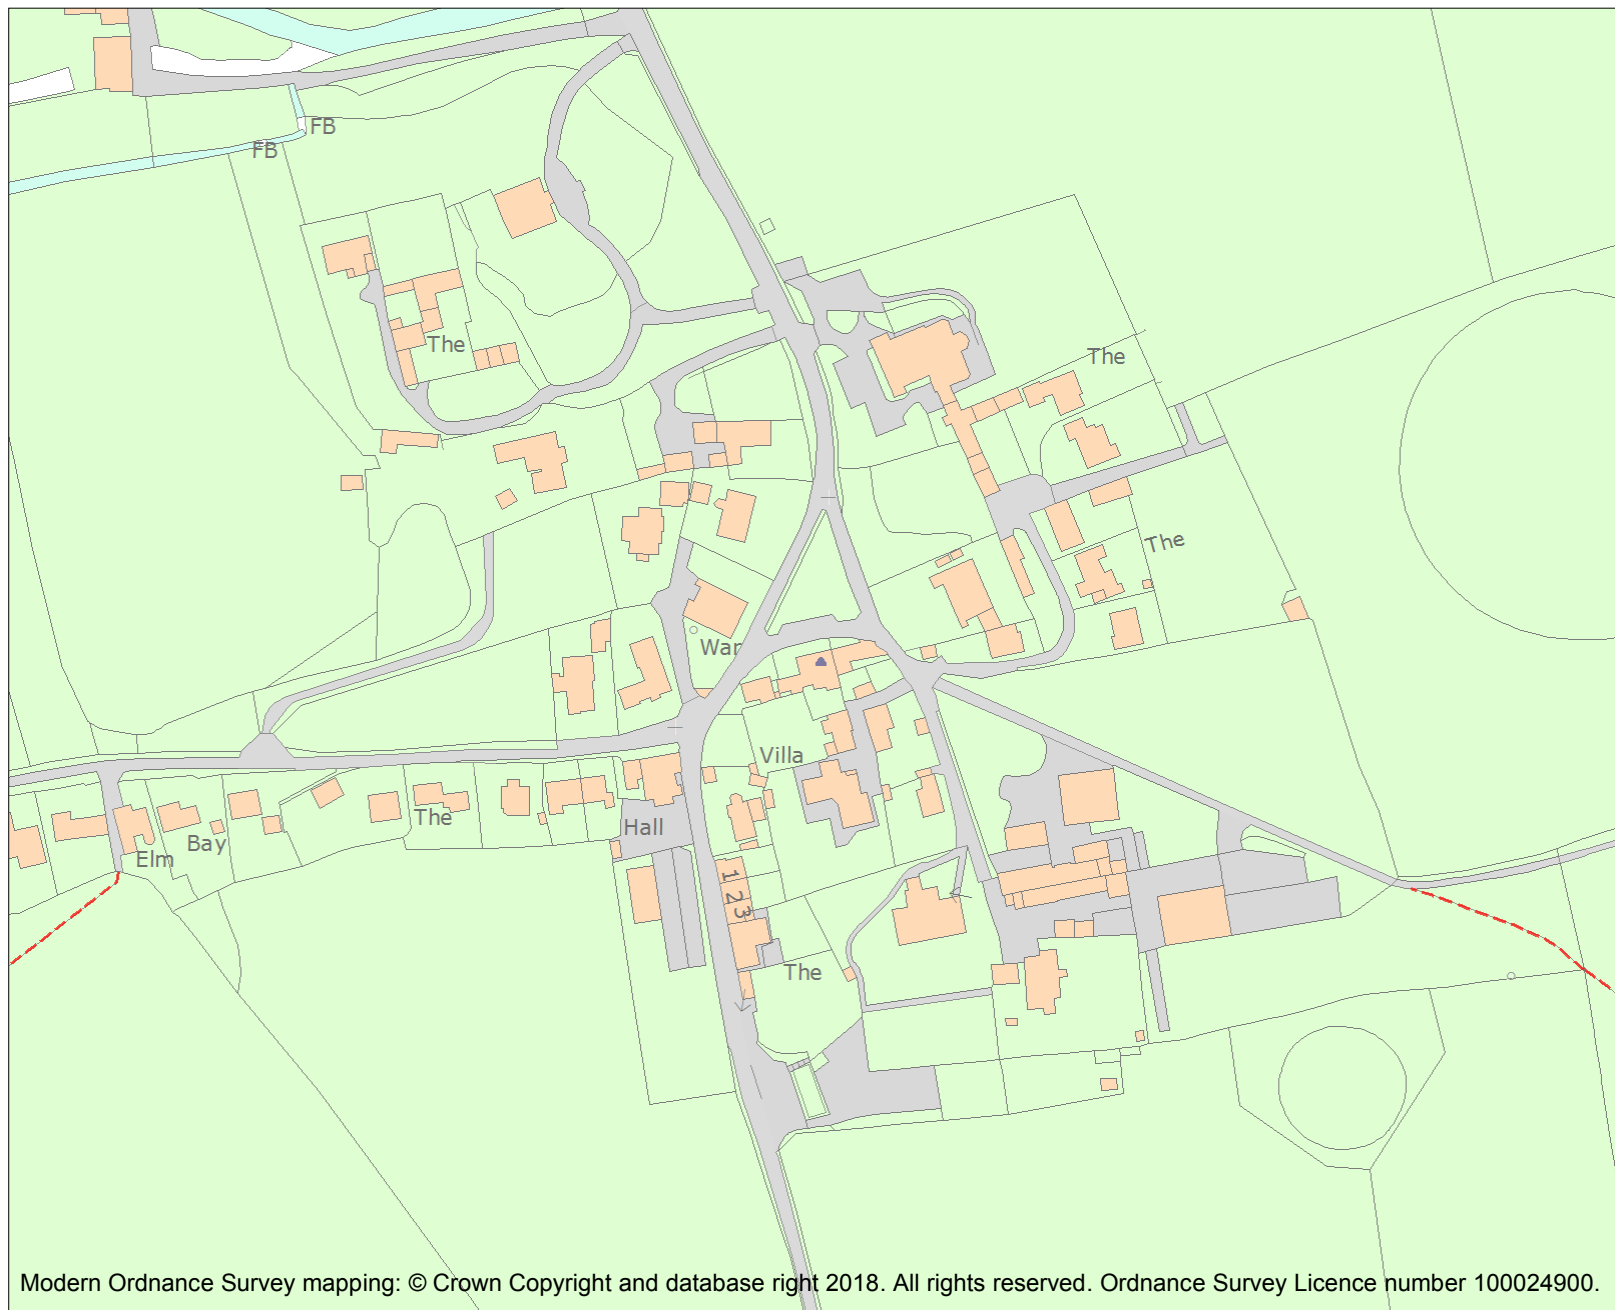 FB
FB
The
The
The
War
Villa
The
Hall
Bay
Elm
1
2
3
The
Modern Ordnance Survey mapping: © Crown Copyright and database right 2018. All rights reserved. Ordnance Survey Licence number 100024900.